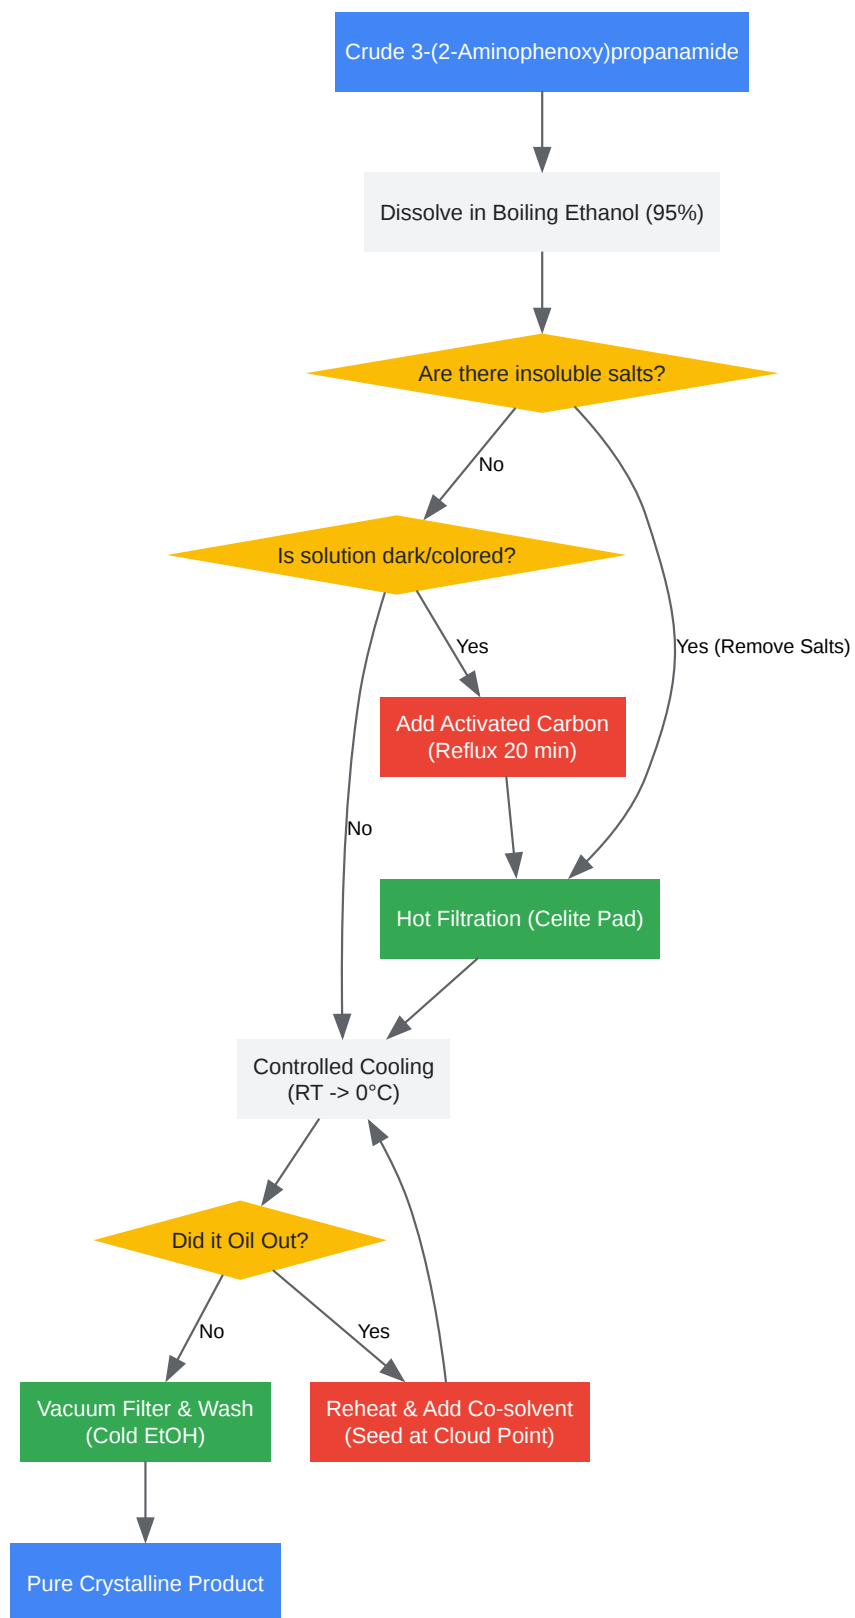 Crude 3-(2-Aminophenoxy)propanamide
Dissolve in Boiling Ethanol (95%)
Are there insoluble salts?
No
Is solution dark/colored?
Yes
Yes (Remove Salts)
Add Activated Carbon
(Reflux 20 min)
No
Hot Filtration (Celite Pad)
Controlled Cooling
(RT -> 0°C)
Did it Oil Out?
No
Yes
Vacuum Filter & Wash
(Cold EtOH)
Reheat & Add Co-solvent
(Seed at Cloud Point)
Pure Crystalline Product